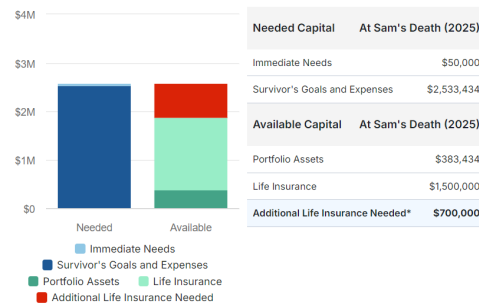 $4M
$3M
$2M
$1M
$0
Needed Available
Immediate Needs
Survivor's Goals and Expenses
Portfolio Assets Life Insurance
Additional Life Insurance Needed
Needed Capital At Sam's Death (2025)
Immediate Needs $50,000
Survivor's Goals and Expenses $2,533,434
Available Capital At Sam's Death (2025)
Portfolio Assets $383,434
Life Insurance $1,500,000
Additional Life Insurance Needed* $700,000